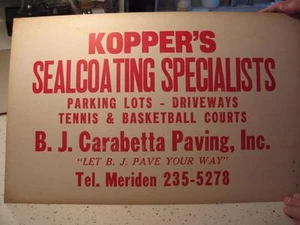 KOPPER'S
SEALCOATING SPECIALISTS
PARKING LOTS - DRIVEWAYS
TENNIS & BASKETBALL COURTS
B. J. Carabetta Paving, Inc.
"LET B. J. PAVE YOUR WAY"
Tel. Meriden 235-5278